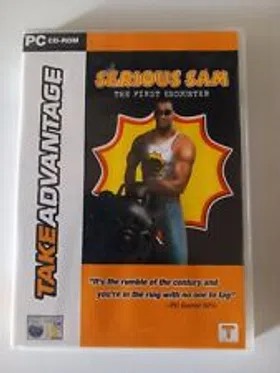 PC CD-ROM
SERIOUS SAM
THE FIRST ENCOUNTER
TAKEADVANTAGE
"It's the rumble of the century and
you're in the ring with no one to tag"
T